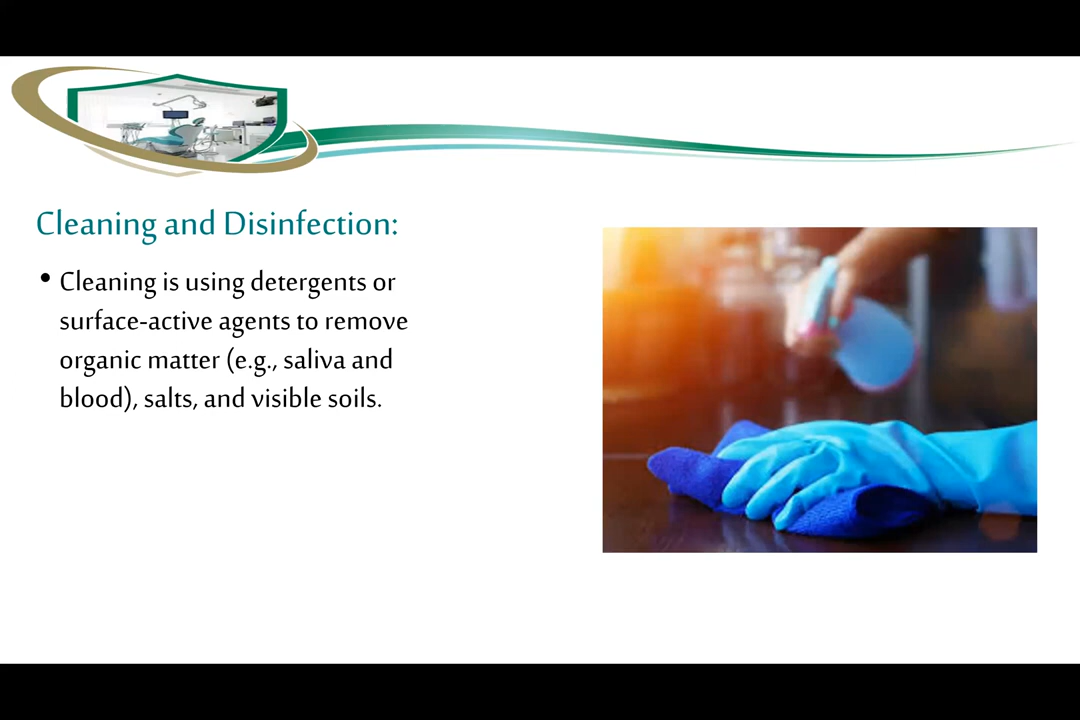 Cleaning and Disinfection:
• Cleaning is using detergents or
surface-active agents to remove
organic matter (e.g., saliva and
blood), salts, and visible soils.